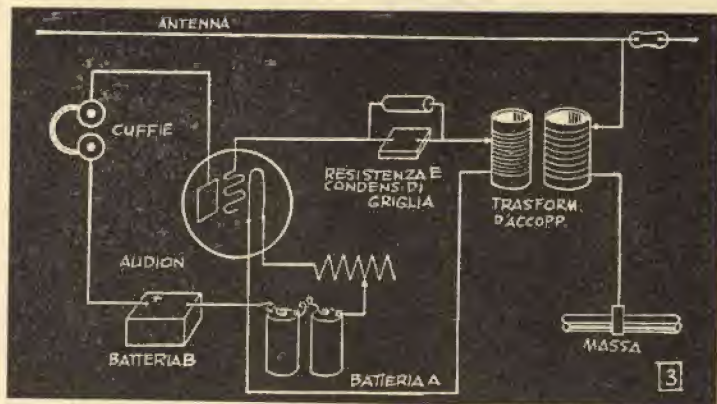 ANTENNA
CUFFIE
RESISTENZA E
CONDENS. DI
GRIGLIA
TRASFORM.
D'ACCOPP.
AUDION
BATTERIA B
BATTERIA A
MASSA
3